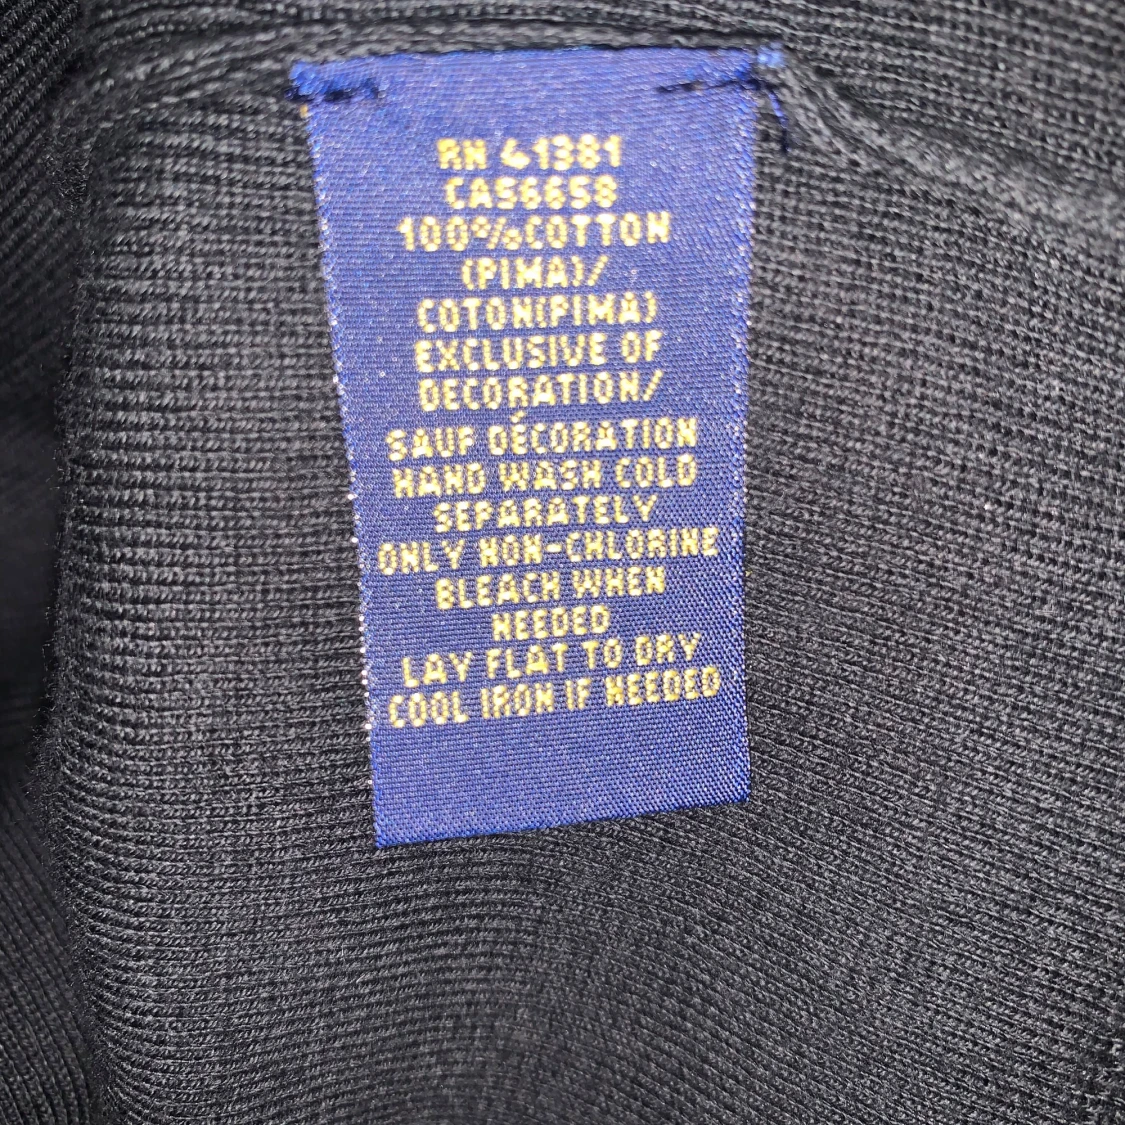 RN 41381
CA56658
100%COTTON
(PIMA)/
COTON(PIMA)
EXCLUSIVE OF
DECORATION/
SAUF DÉCORATION
HAND WASH COLD
SEPARATELY
ONLY NON-CHLORINE
BLEACH WHEN
NEEDED
LAY FLAT TO DRY
COOL IRON IF NEEDED